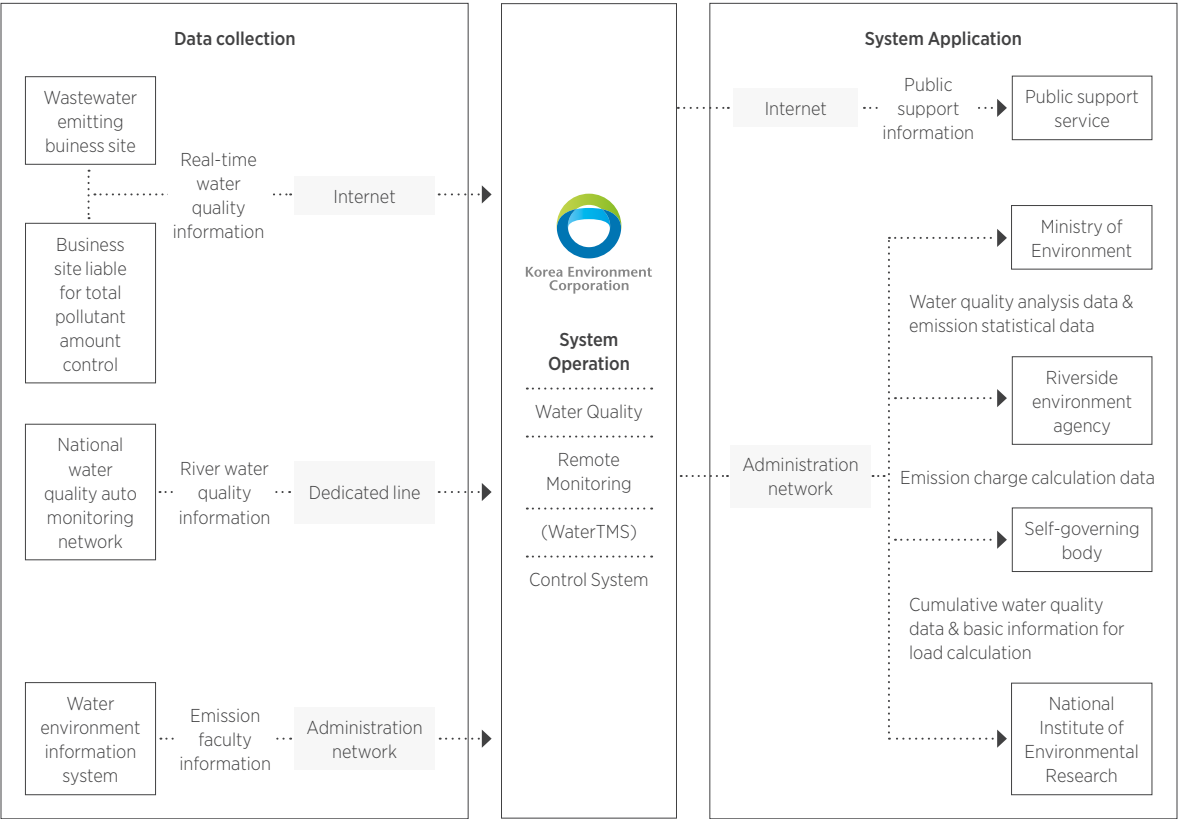 Data collection
Wastewater
emitting
buiness site
Real-time
water
quality
information
Internet
Business
site liable
for total
pollutant
amount
control
National
water
quality auto
monitoring
network
River water
quality
information
Dedicated line
Water
environment
information
system
Emission
faculty
information
Administration
network
Korea Environment
Corporation
System
Operation
Water Quality
Remote
Monitoring
(WaterTMS)
Control System
System Application
Internet
Public
support
information
Public support
service
Administration
network
Ministry of
Environment
Water quality analysis data &
emission statistical data
Riverside
environment
agency
Emission charge calculation data
Self-governing
body
Cumulative water quality
data & basic information for
load calculation
National
Institute of
Environmental
Research